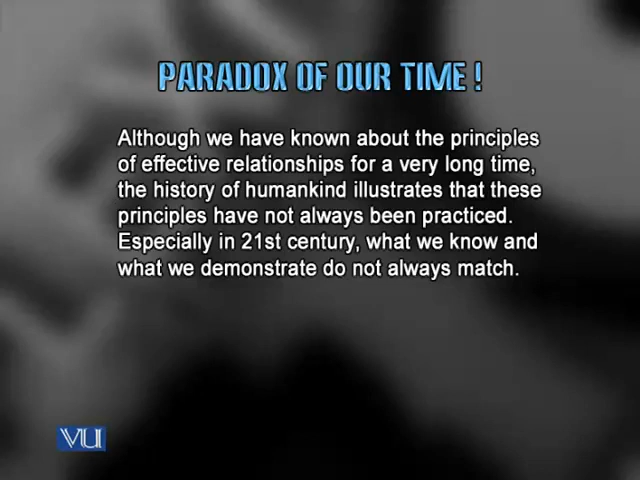 PARADOX OF OUR TIME !
Although we have known about the principles
of effective relationships for a very long time,
the history of humankind illustrates that these
principles have not always been practiced.
Especially in 21st century, what we know and
what we demonstrate do not always match.
VU